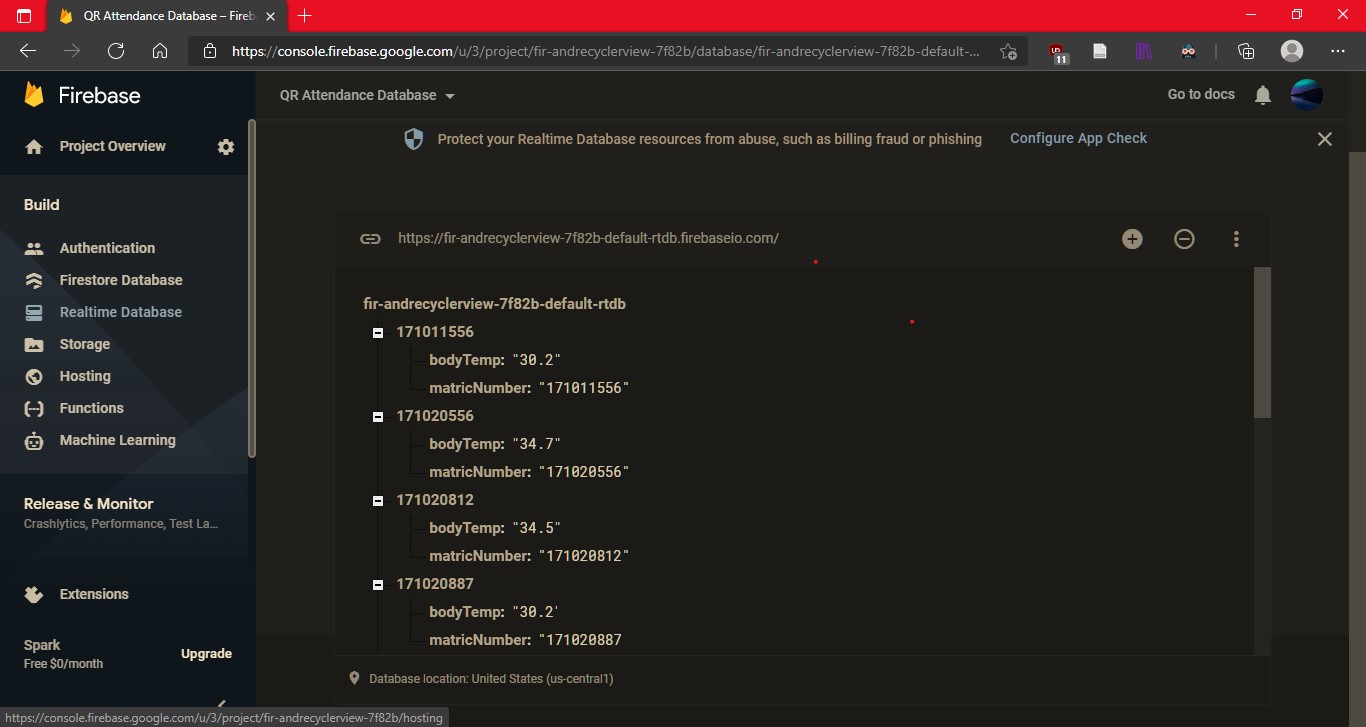 QR Attendance Database – Fireb
https://console.firebase.google.com/u/3/project/fir-andrecyclerview-7f82b/database/fir-andrecyclerview-7f82b-default-...
11
Firebase
QR Attendance Database
Go to docs
Protect your Realtime Database resources from abuse, such as billing fraud or phishing
Configure App Check
Project Overview
Build
Authentication
Firestore Database
Realtime Database
Storage
Hosting
Functions
Machine Learning
Release & Monitor
Crashlytics, Performance, Test La...
Extensions
Spark
Free $0/month
Upgrade
https://fir-andrecyclerview-7f82b-default-rtdb.firebaseio.com/
fir-andrecyclerview-7f82b-default-rtdb
171011556
bodyTemp: "30.2"
matricNumber: "171011556"
171020556
bodyTemp: "34.7"
matricNumber: "171020556"
171020812
bodyTemp: "34.5"
matricNumber: "171020812"
171020887
bodyTemp: "30.2'
matricNumber: "171020887
Database location: United States (us-central1)
https://console.firebase.google.com/u/3/project/fir-andrecyclerview-7f82b/hosting